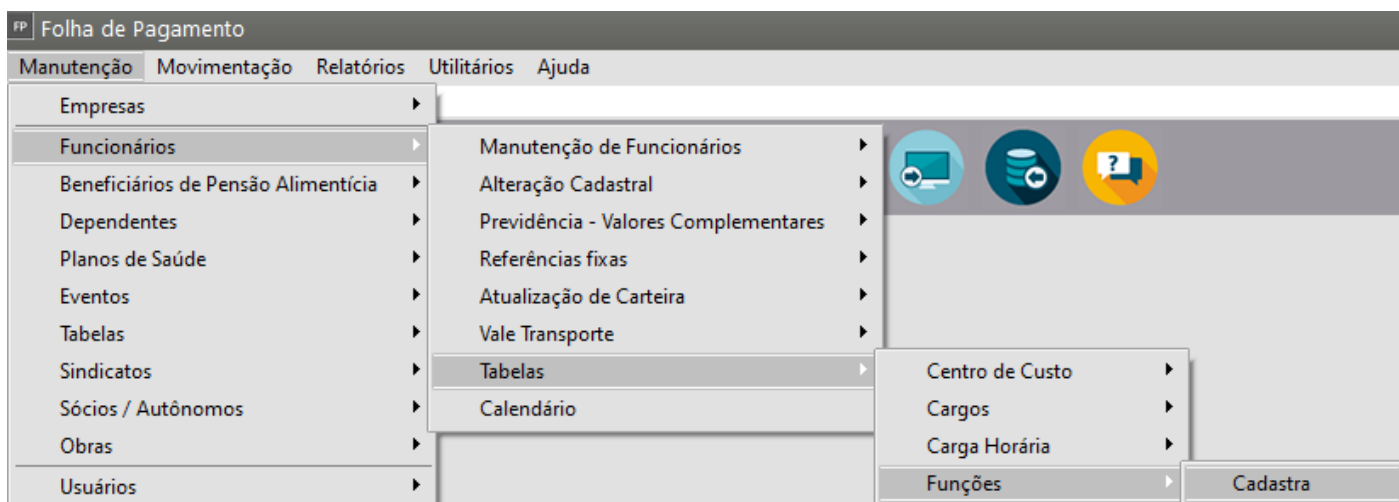 FP Folha de Pagamento
Manutenção Movimentação Relatórios Utilitários Ajuda
Empresas
Funcionários
Beneficiários de Pensão Alimentícia
Dependentes
Planos de Saúde
Eventos
Tabelas
Sindicatos
Sócios / Autônomos
Obras
Usuários
Manutenção de Funcionários
Alteração Cadastral
Previdência - Valores Complementares
Referências fixas
Atualização de Carteira
Vale Transporte
Tabelas
Calendário
Centro de Custo
Cargos
Carga Horária
Funções
Cadastra
?